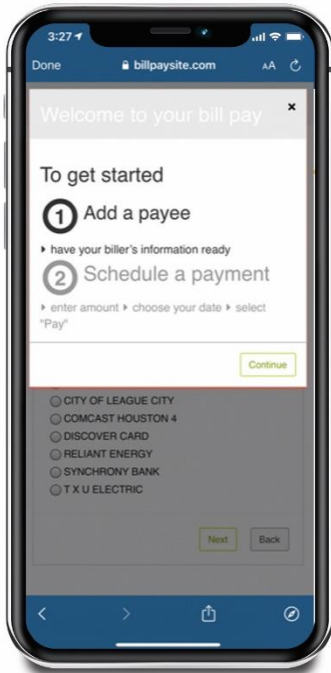 3:27
Done billpaysite.com AA
Welcome to your bill pay ×
To get started
1 Add a payee
have your biller's information ready
2 Schedule a payment
enter amount choose your date select
"Pay"
Continue
CITY OF LEAGUE CITY
COMCAST HOUSTON 4
DISCOVER CARD
RELIANT ENERGY
SYNCHRONY BANK
T X U ELECTRIC
Next Back